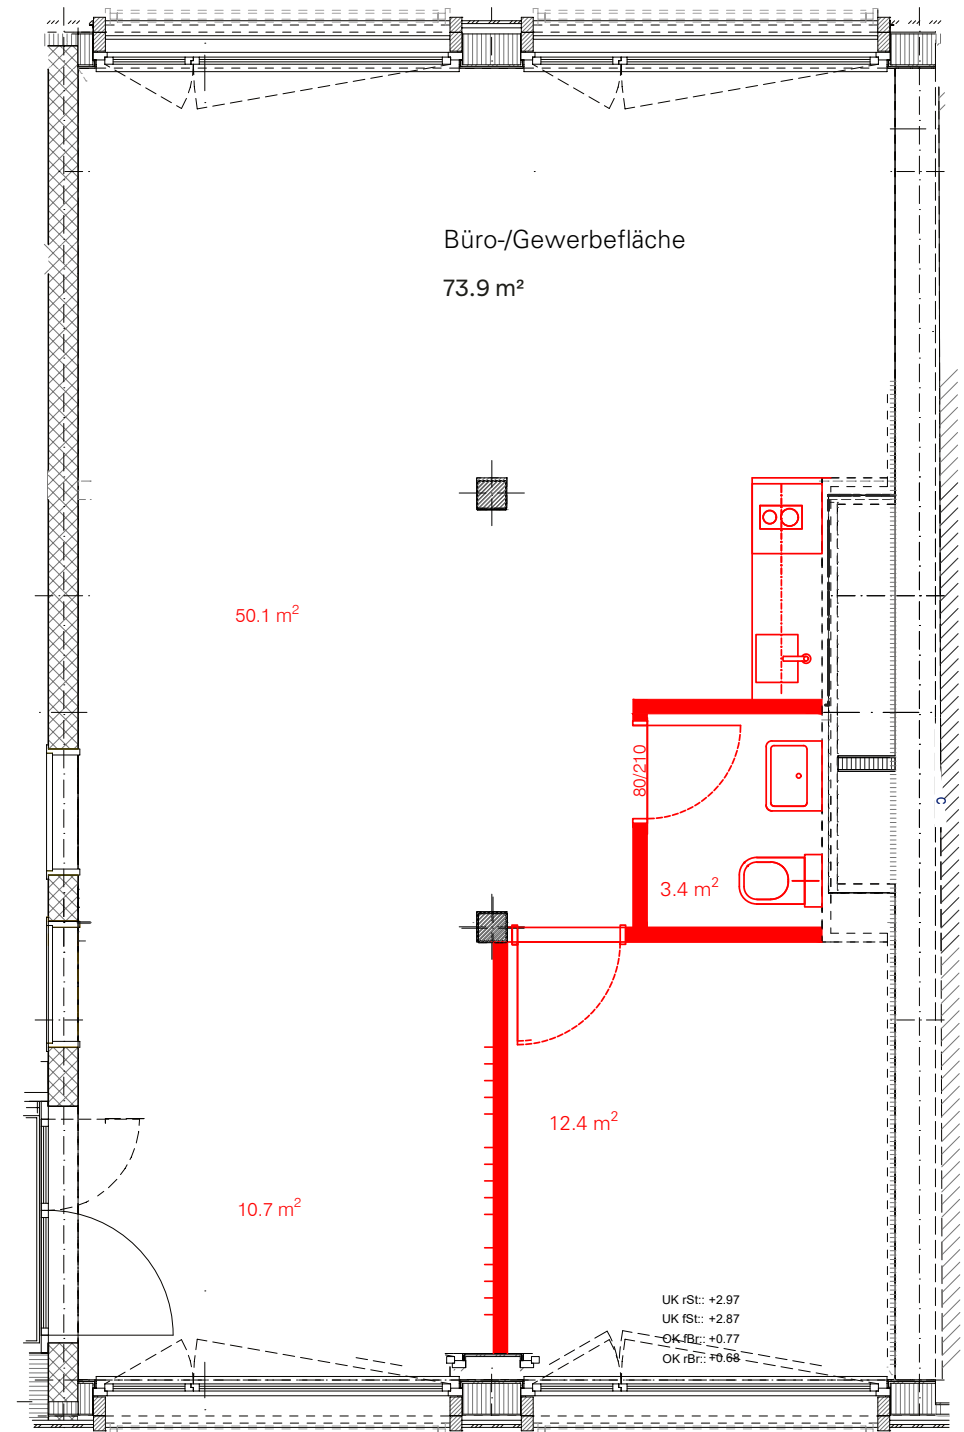 Büro-/Gewerbefläche
73.9 m²
50.1 m²
80/210
C
3.4 m²
12.4 m²
10.7 m²
UK rSt:: +2.97
UK fSt:: +2.87
OK fBr:: +0.77
OK rBr:: +0.68